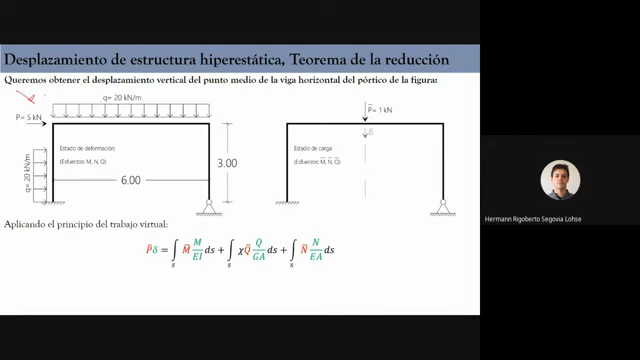 Desplazamiento de estructura hiperestática, Teorema de la reducción
Queremos obtener el desplazamiento vertical del punto medio de la viga horizontal del pórtico de la figura:
q= 20 kN/m
P= 5 kN
Estado de deformación:
(Esfuerzos: M, N, Q)
q= 20 kN/m
6.00
3.00
P̅= 1 kN
δ
Estado de carga:
(Esfuerzos: M̅, N̅, Q̅)
Aplicando el principio del trabajo virtual:
P̅δ = ∫s M̅ M/EI ds + ∫s χQ̅ Q/GA ds + ∫s N̅ N/EA ds
Hermann Rigoberto Segovia Lohse